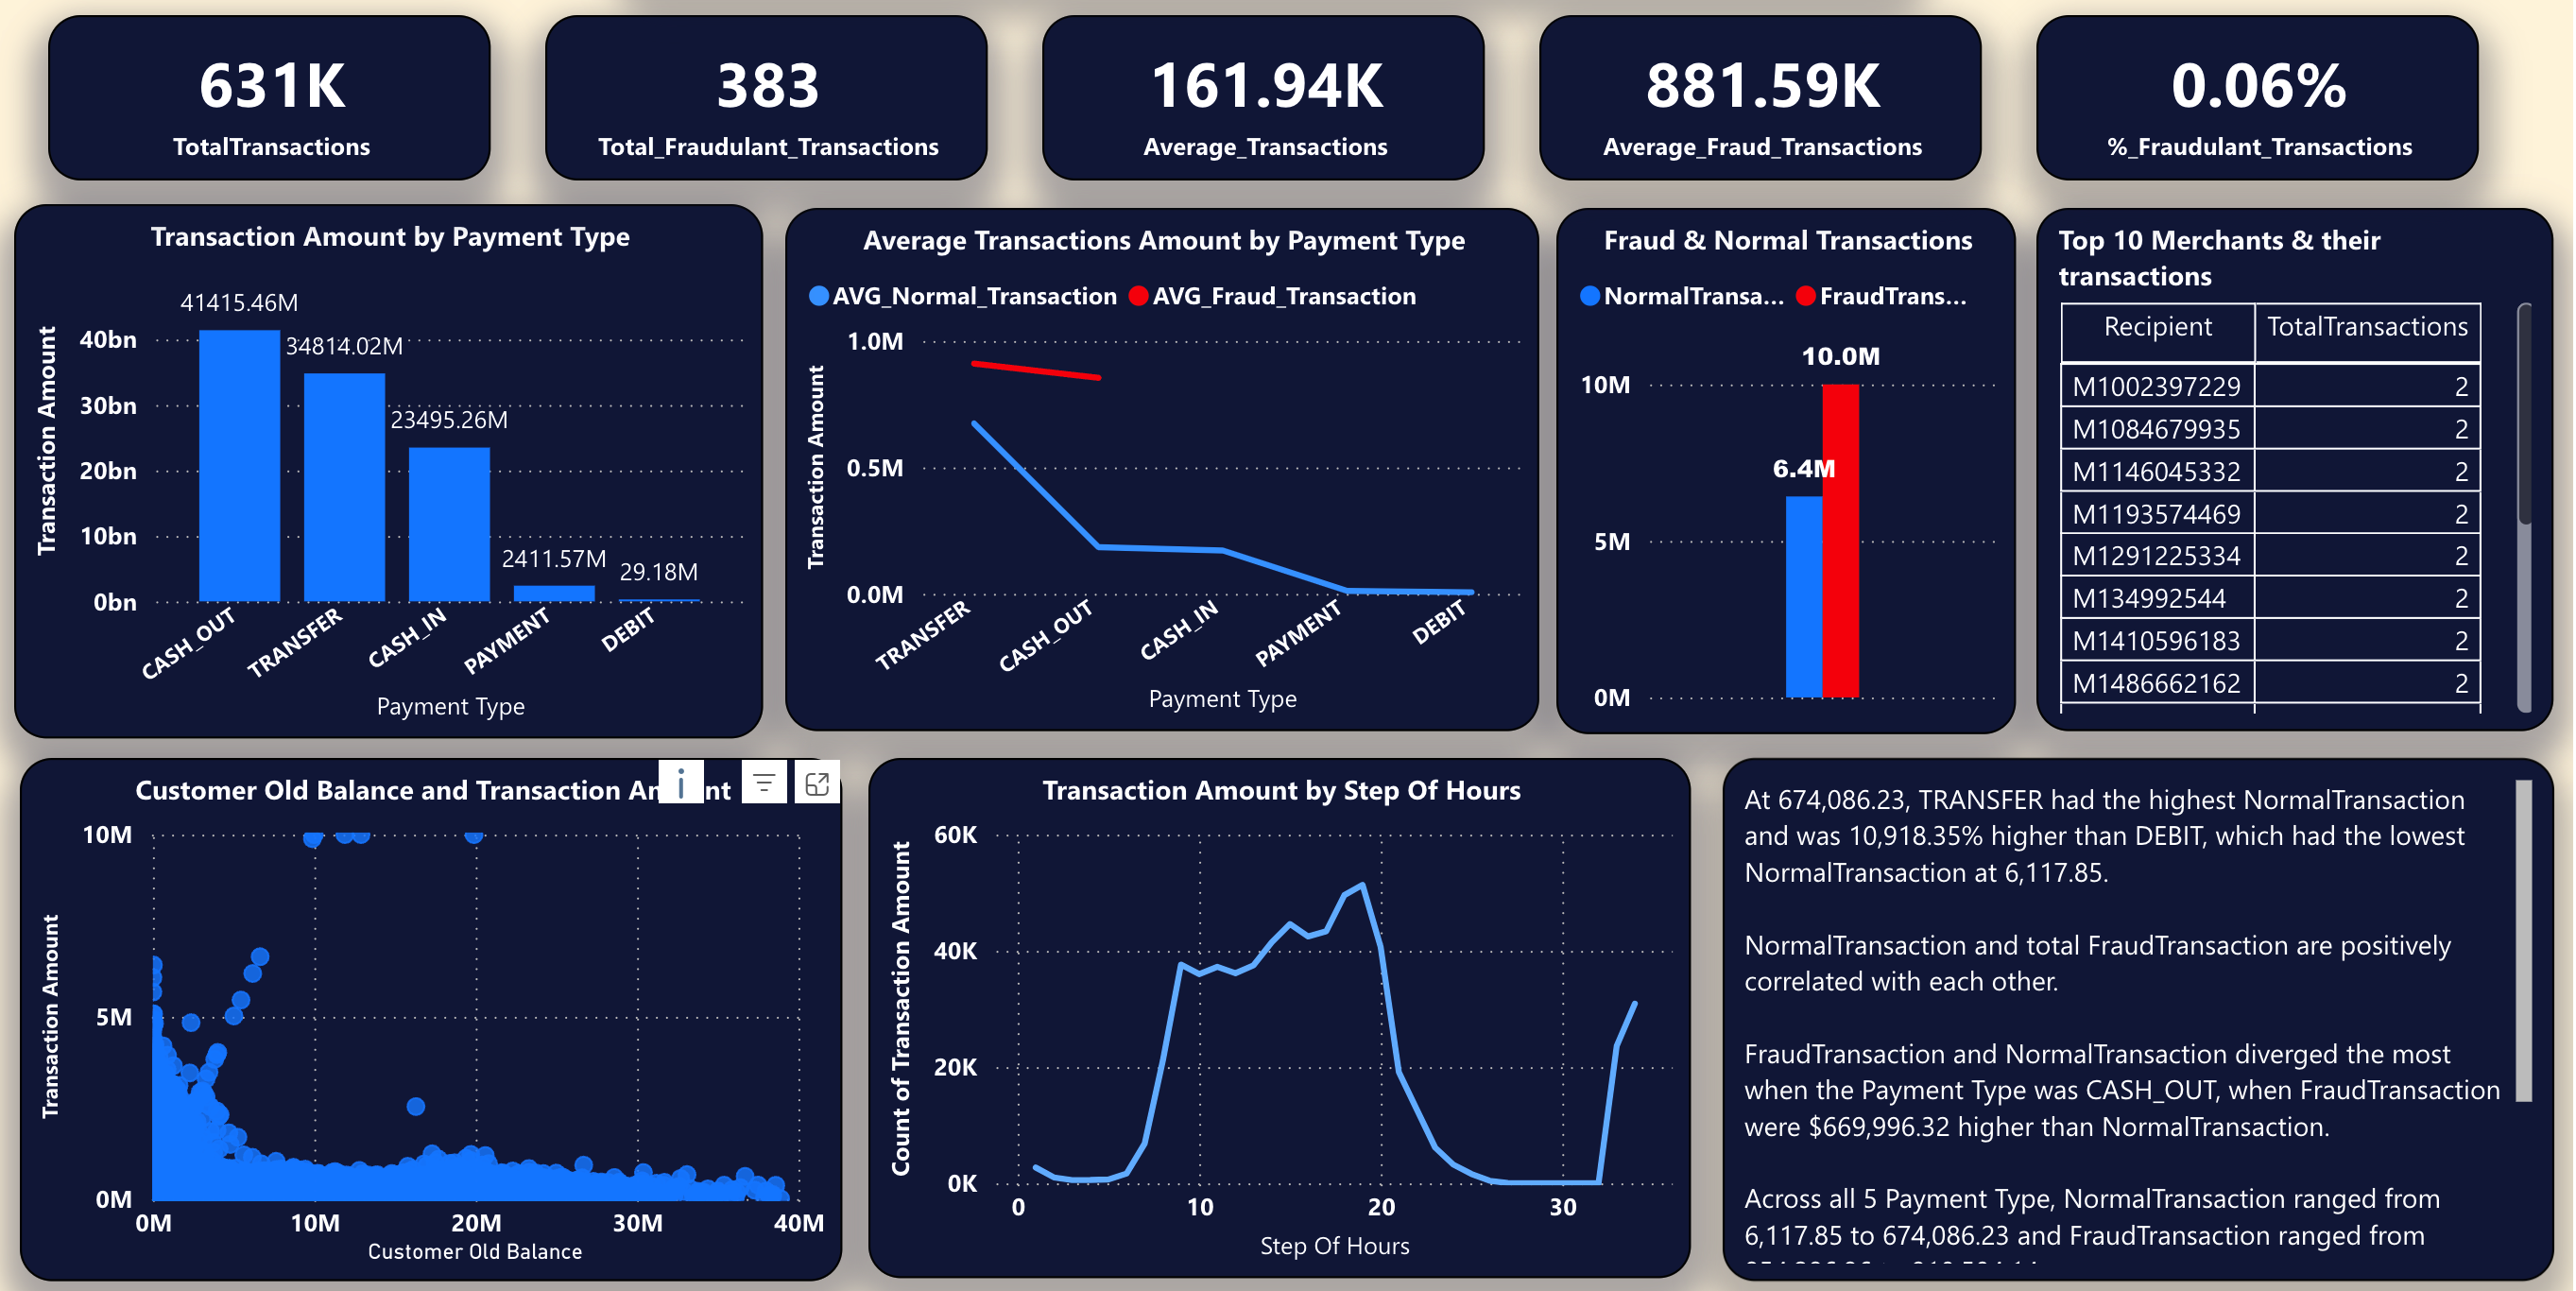 631K
TotalTransactions
383
Total_Fraudulant_Transactions
161.94K
Average_Transactions
881.59K
Average_Fraud_Transactions
0.06%
%_Fraudulant_Transactions
Transaction Amount by Payment Type
Transaction Amount
40bn
30bn
20bn
10bn
0bn
41415.46M
34814.02M
23495.26M
2411.57M
29.18M
CASH_OUT
TRANSFER
CASH_IN
PAYMENT
DEBIT
Payment Type
Average Transactions Amount by Payment Type
AVG_Normal_Transaction AVG_Fraud_Transaction
Transaction Amount
1.0M
0.5M
0.0M
TRANSFER
CASH_OUT
CASH_IN
PAYMENT
DEBIT
Payment Type
Fraud & Normal Transactions
NormalTransa... FraudTrans...
10M
5M
0M
10.0M
6.4M
Top 10 Merchants & their
transactions
Recipient TotalTransactions
M1002397229 2
M1084679935 2
M1146045332 2
M1193574469 2
M1291225334 2
M134992544 2
M1410596183 2
M1486662162 2
Customer Old Balance and Transaction
Transaction Amount
10M
5M
0M
0M 10M 20M 30M 40M
Customer Old Balance
Transaction Amount by Step Of Hours
Count of Transaction Amount
60K
40K
20K
0K
0 10 20 30
Step Of Hours
At 674,086.23, TRANSFER had the highest NormalTransaction
and was 10,918.35% higher than DEBIT, which had the lowest
NormalTransaction at 6,117.85.
NormalTransaction and total FraudTransaction are positively
correlated with each other.
FraudTransaction and NormalTransaction diverged the most
when the Payment Type was CASH_OUT, when FraudTransaction
were $669,996.32 higher than NormalTransaction.
Across all 5 Payment Type, NormalTransaction ranged from
6,117.85 to 674,086.23 and FraudTransaction ranged from